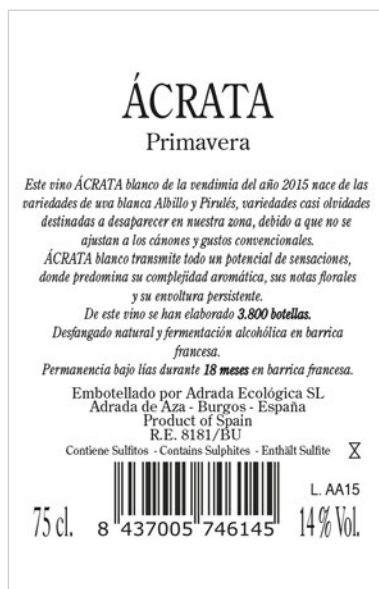 ÁCRATA
Primavera
Este vino ÁCRATA blanco de la vendimia del año 2015 nace de las
variedades de uva blanca Albillo y Pirulés, variedades casi olvidades
destinadas a desaparecer en nuestra zona, debido a que no se
ajustan a los cánones y gustos convencionales.
ÁCRATA blanco transmite todo un potencial de sensaciones,
donde predomina su complejidad aromática, sus notas florales
y su envoltura persistente.
De este vino se han elaborado 3.800 botellas.
Desfangado natural y fermentación alcohólica en barrica
francesa.
Permanencia bajo lías durante 18 meses en barrica francesa.
Embotellado por Adrada Ecológica SL
Adrada de Aza - Burgos - España
Product of Spain
R.E. 8181/BU
Contiene Sulfitos - Contains Sulphites - Enthält Sulfite
L. AA15
75 cl. 8 437005 746145 14 % Vol.